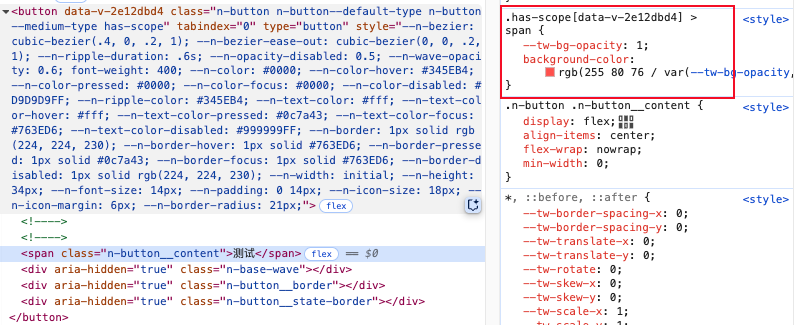 <button data-v-2e12dbd4 class="n-button n-button--default-type n-button
--medium-type has-scope" tabindex="0" type="button" style="--n-bezier:
cubic-bezier(.4, 0, .2, 1); --n-bezier-ease-out: cubic-bezier(0, 0, .2,
1); --n-ripple-duration: .6s; --n-opacity-disabled: 0.5; --n-wave-opac
ity: 0.6; font-weight: 400; --n-color: #0000; --n-color-hover: #345EB4;
--n-color-pressed: #0000; --n-color-focus: #0000; --n-color-disabled: #
D9D9D9FF; --n-ripple-color: #345EB4; --n-text-color: #fff; --n-text-col
or-hover: #fff; --n-text-color-pressed: #0c7a43; --n-text-color-focus:
#763ED6; --n-text-color-disabled: #999999FF; --n-border: 1px solid rgb
(224, 224, 230); --n-border-hover: 1px solid #763ED6; --n-border-presse
d: 1px solid #0c7a43; --n-border-focus: 1px solid #763ED6; --n-border-d
isabled: 1px solid rgb(224, 224, 230); --n-width: initial; --n-height:
34px; --n-font-size: 14px; --n-padding: 0 14px; --n-icon-size: 18px; --
n-icon-margin: 6px; --n-border-radius: 21px;"> flex
<!---->
<!---->
<span class="n-button__content">测试</span> flex == $0
<div aria-hidden="true" class="n-base-wave"></div>
<div aria-hidden="true" class="n-button__border"></div>
<div aria-hidden="true" class="n-button__state-border"></div>
</button>
.has-scope[data-v-2e12dbd4] > <style>
span {
--tw-bg-opacity: 1;
background-color:
rgb(255 80 76 / var(--tw-bg-opacity,
}
.n-button .n-button__content { <style>
display: flex;
align-items: center;
flex-wrap: nowrap;
min-width: 0;
}
*, ::before, ::after { <style>
--tw-border-spacing-x: 0;
--tw-border-spacing-y: 0;
--tw-translate-x: 0;
--tw-translate-y: 0;
--tw-rotate: 0;
--tw-skew-x: 0;
--tw-skew-y: 0;
--tw-scale-x: 1;